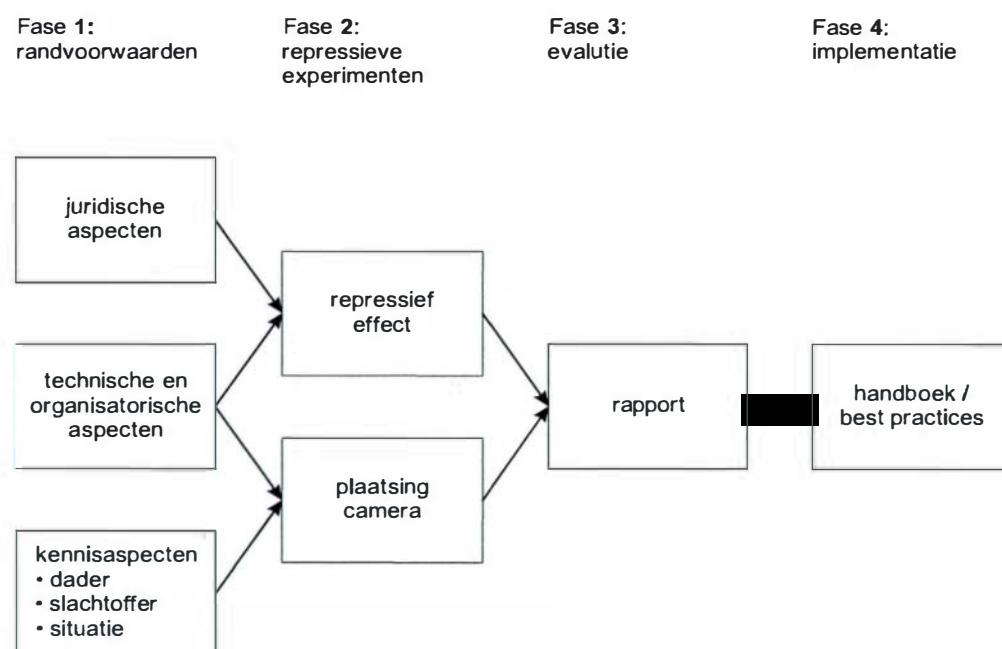 Fase 1:
randvoorwaarden
Fase 2:
repressieve
experimenten
Fase 3:
evalutie
Fase 4:
implementatie
juridische
aspecten
technische en
organisatorische
aspecten
kennisaspecten
• dader
• slachtoffer
• situatie
repressief
effect
plaatsing
camera
rapport
handboek /
best practices